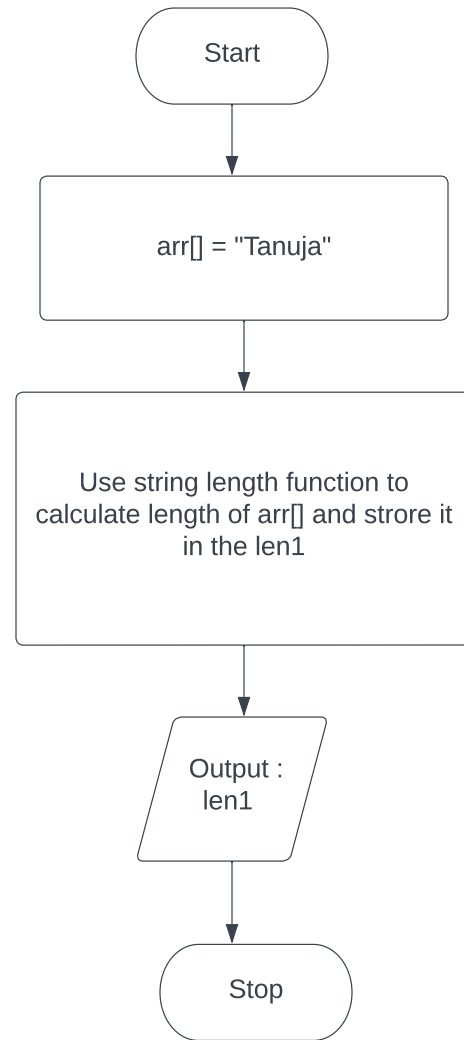 Start
arr[] = "Tanuja"
Use string length function to
calculate length of arr[] and strore it
in the len1
Output :
len1
Stop